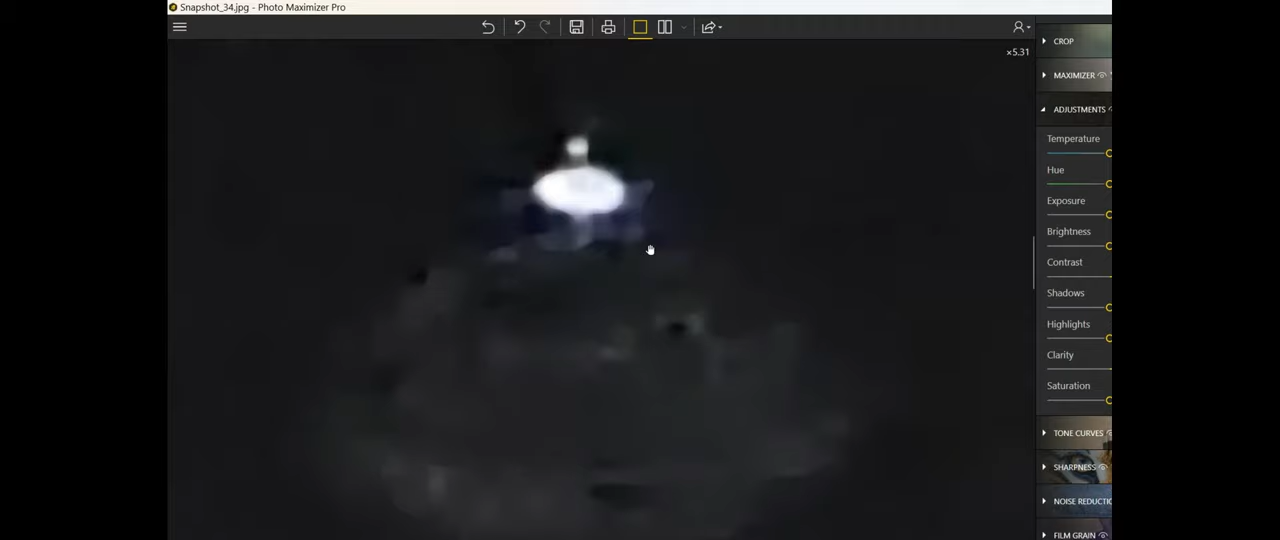 Snapshot_34.jpg - Photo Maximizer Pro
×5.31
CROP
MAXIMIZER
ADJUSTMENTS
Temperature
Hue
Exposure
Brightness
Contrast
Shadows
Highlights
Clarity
Saturation
TONE CURVES
SHARPNESS
NOISE REDUCTIO
FILM GRAIN